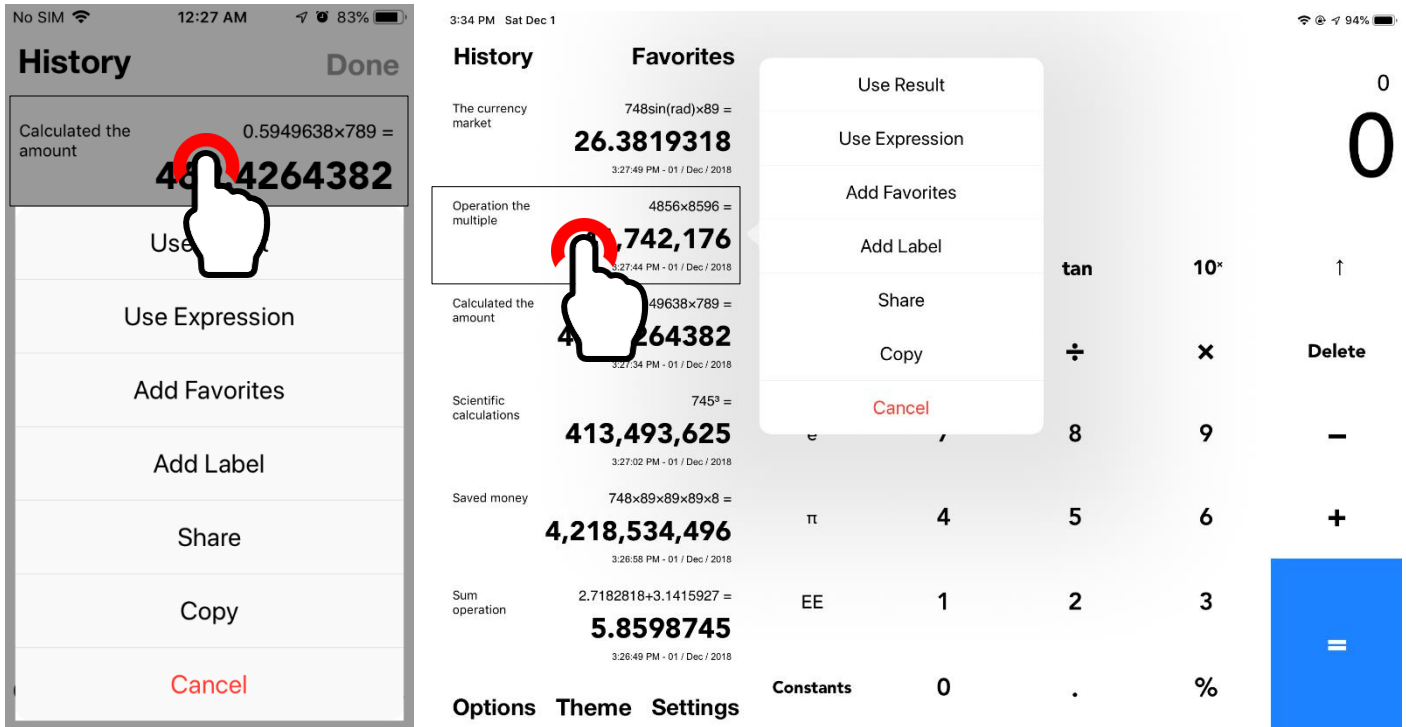 No SIM 12:27 AM 83%
History Done
Calculated the
amount
0.5949638×789 =
4264382
Use Expression
Add Favorites
Add Label
Share
Copy
Cancel
3:34 PM Sat Dec 1 94%
History Favorites
The currency
market
748sin(rad)×89 =
26.3819318
3:27:49 PM - 01 / Dec / 2018
Operation the
multiple
4856×8596 =
,742,176
3:27:44 PM - 01 / Dec / 2018
Calculated the
amount
49638×789 =
264382
3:27:34 PM - 01 / Dec / 2018
Scientific
calculations
745³ =
413,493,625
3:27:02 PM - 01 / Dec / 2018
Saved money
748×89×89×89×8 =
4,218,534,496
3:26:58 PM - 01 / Dec / 2018
Sum
operation
2.7182818+3.1415927 =
5.8598745
3:26:49 PM - 01 / Dec / 2018
Options Theme Settings
Use Result
Use Expression
Add Favorites
Add Label
Share
Copy
Cancel
0
0
tan 10ˣ ↑
÷ × Delete
e 7 8 9 −
π 4 5 6 +
EE 1 2 3 =
Constants 0 . %